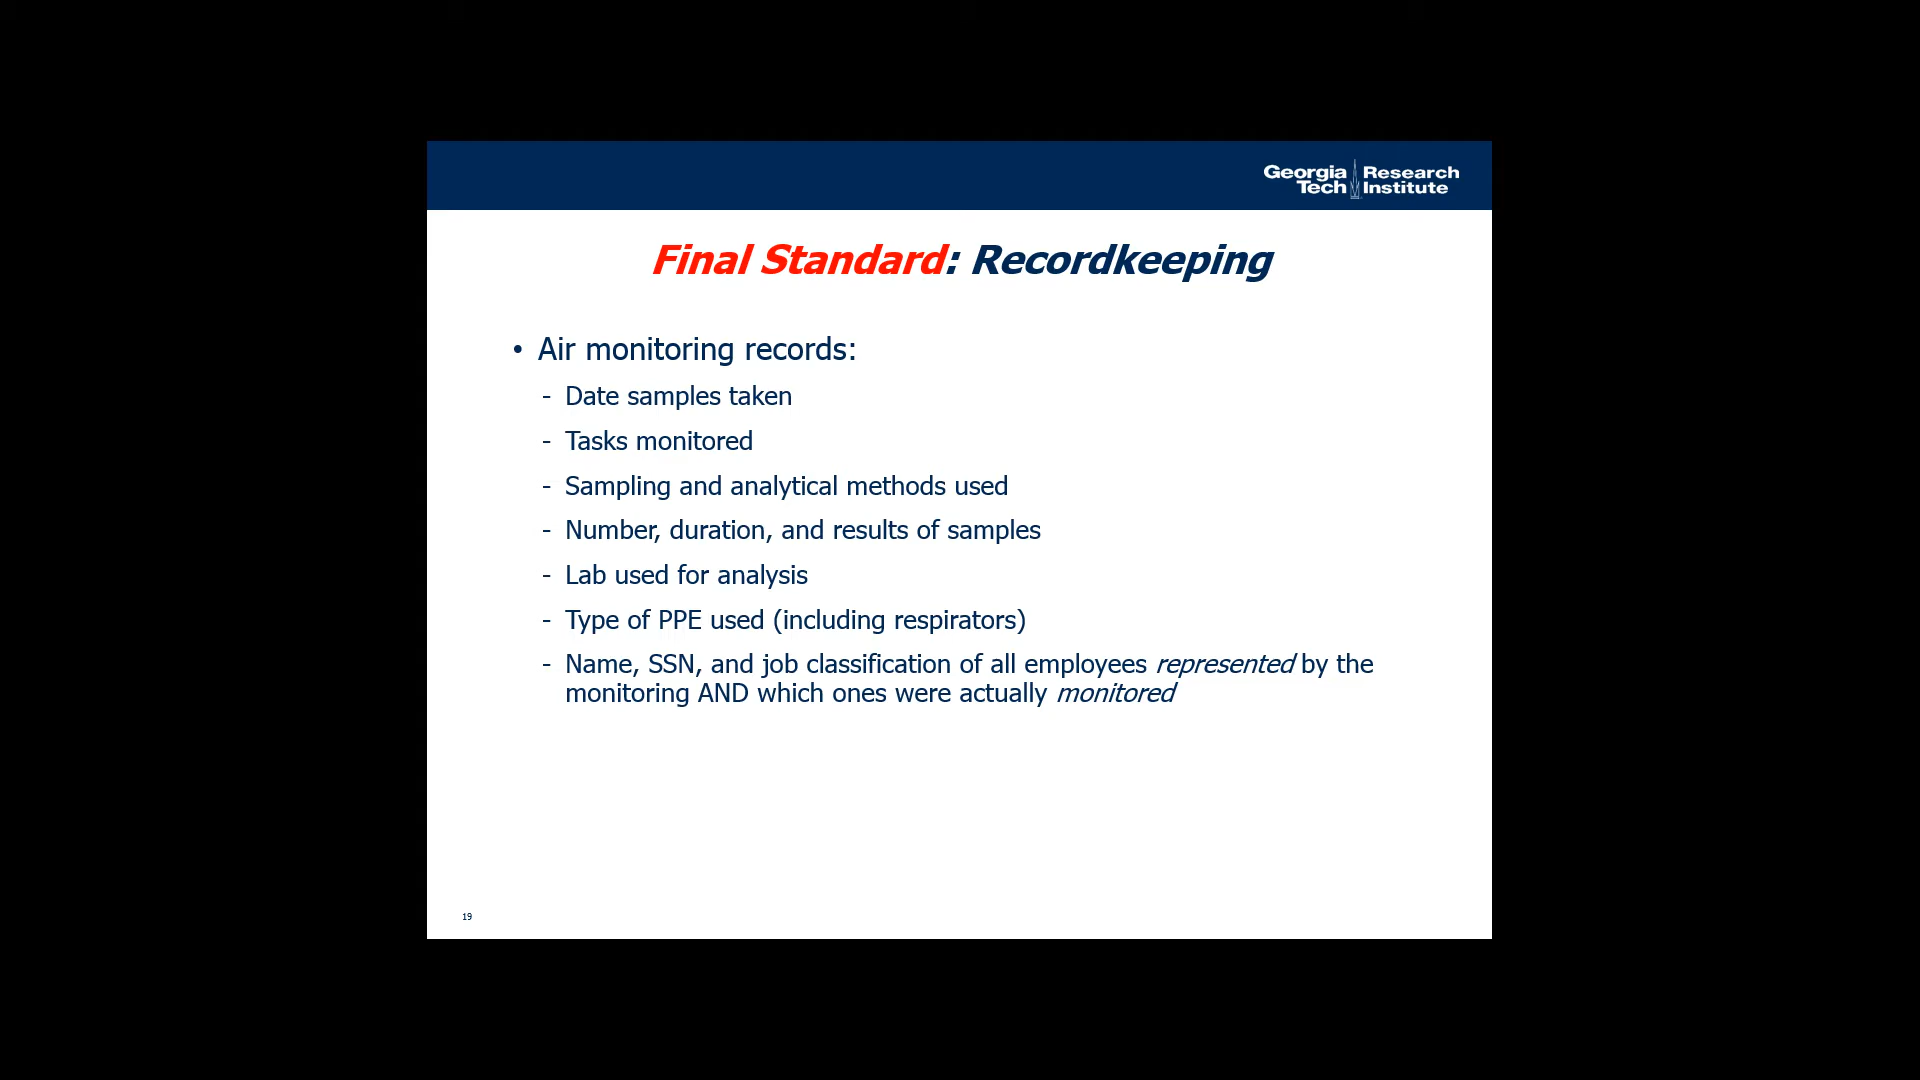 Georgia Tech Research Institute
Final Standard: Recordkeeping
• Air monitoring records:
- Date samples taken
- Tasks monitored
- Sampling and analytical methods used
- Number, duration, and results of samples
- Lab used for analysis
- Type of PPE used (including respirators)
- Name, SSN, and job classification of all employees represented by the
monitoring AND which ones were actually monitored
19